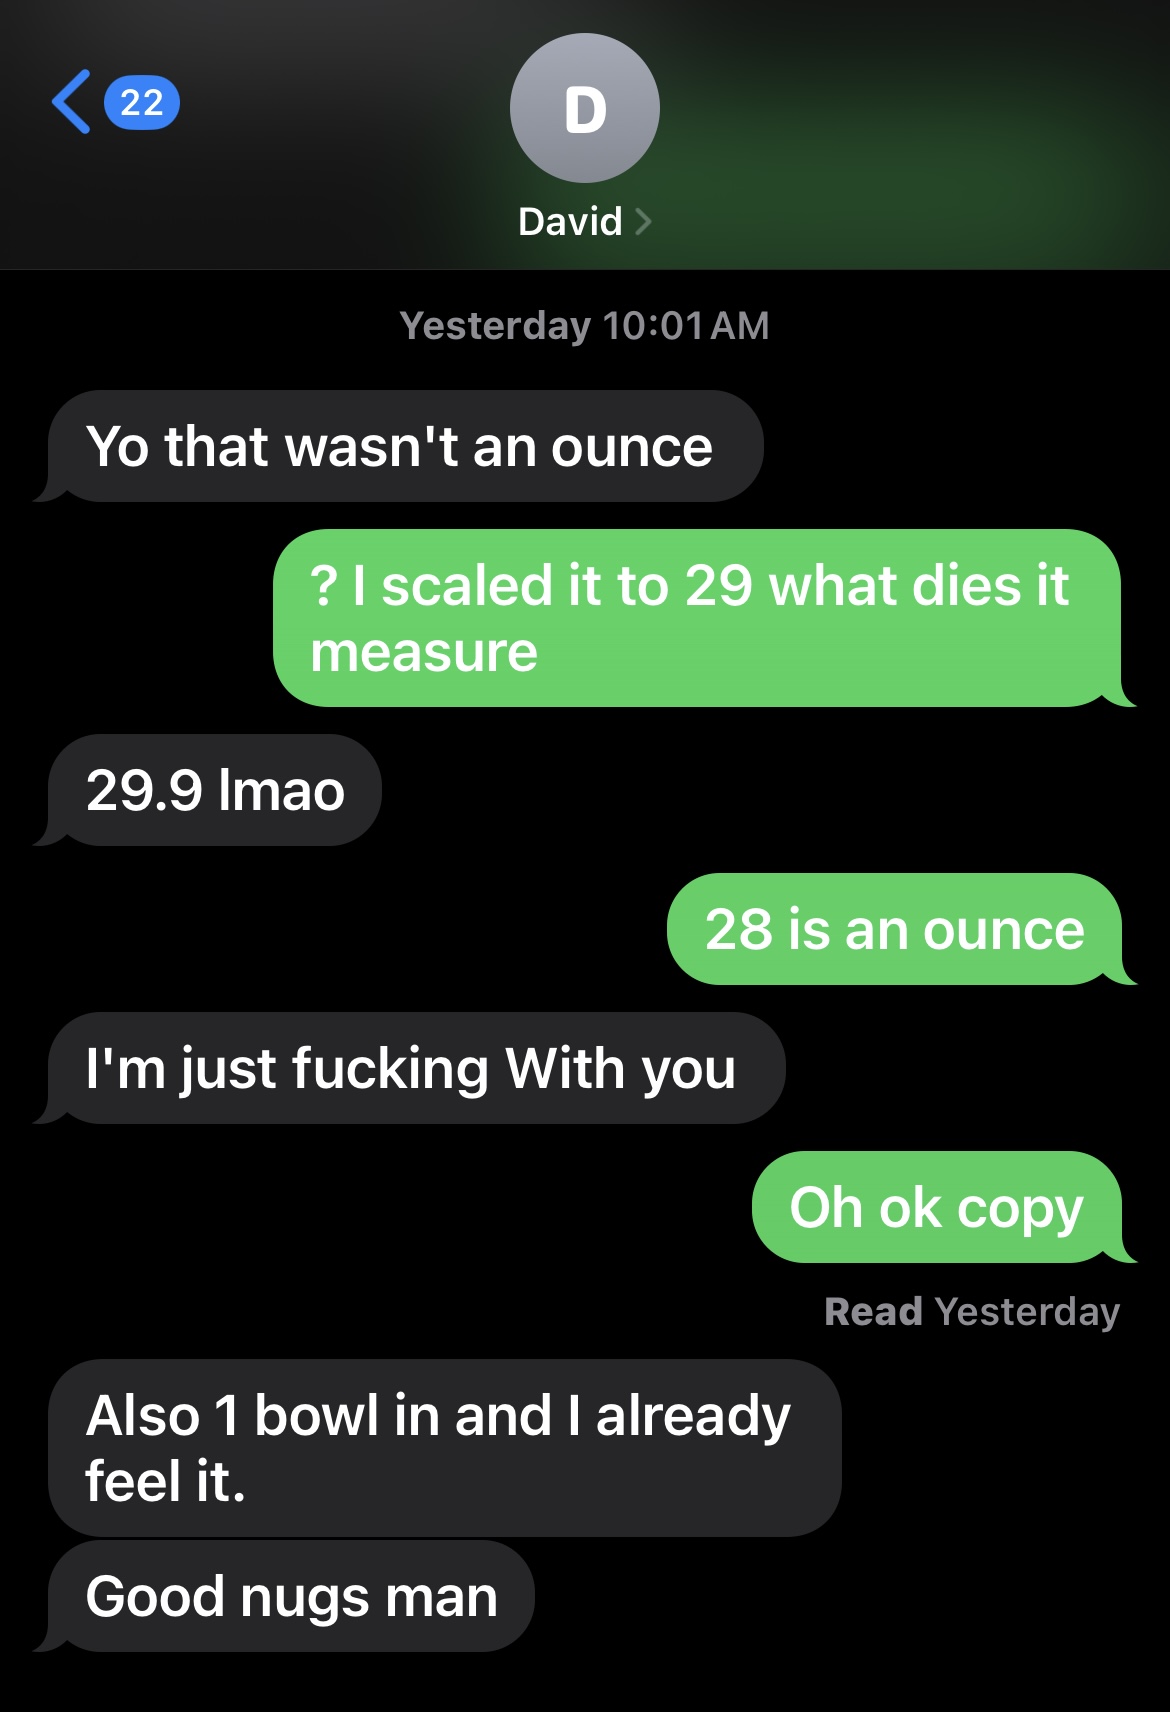 22
D
David
Yesterday 10:01 AM
Yo that wasn't an ounce
? I scaled it to 29 what dies it
measure
29.9 lmao
28 is an ounce
I'm just fucking With you
Oh ok copy
Read Yesterday
Also 1 bowl in and I already
feel it.
Good nugs man